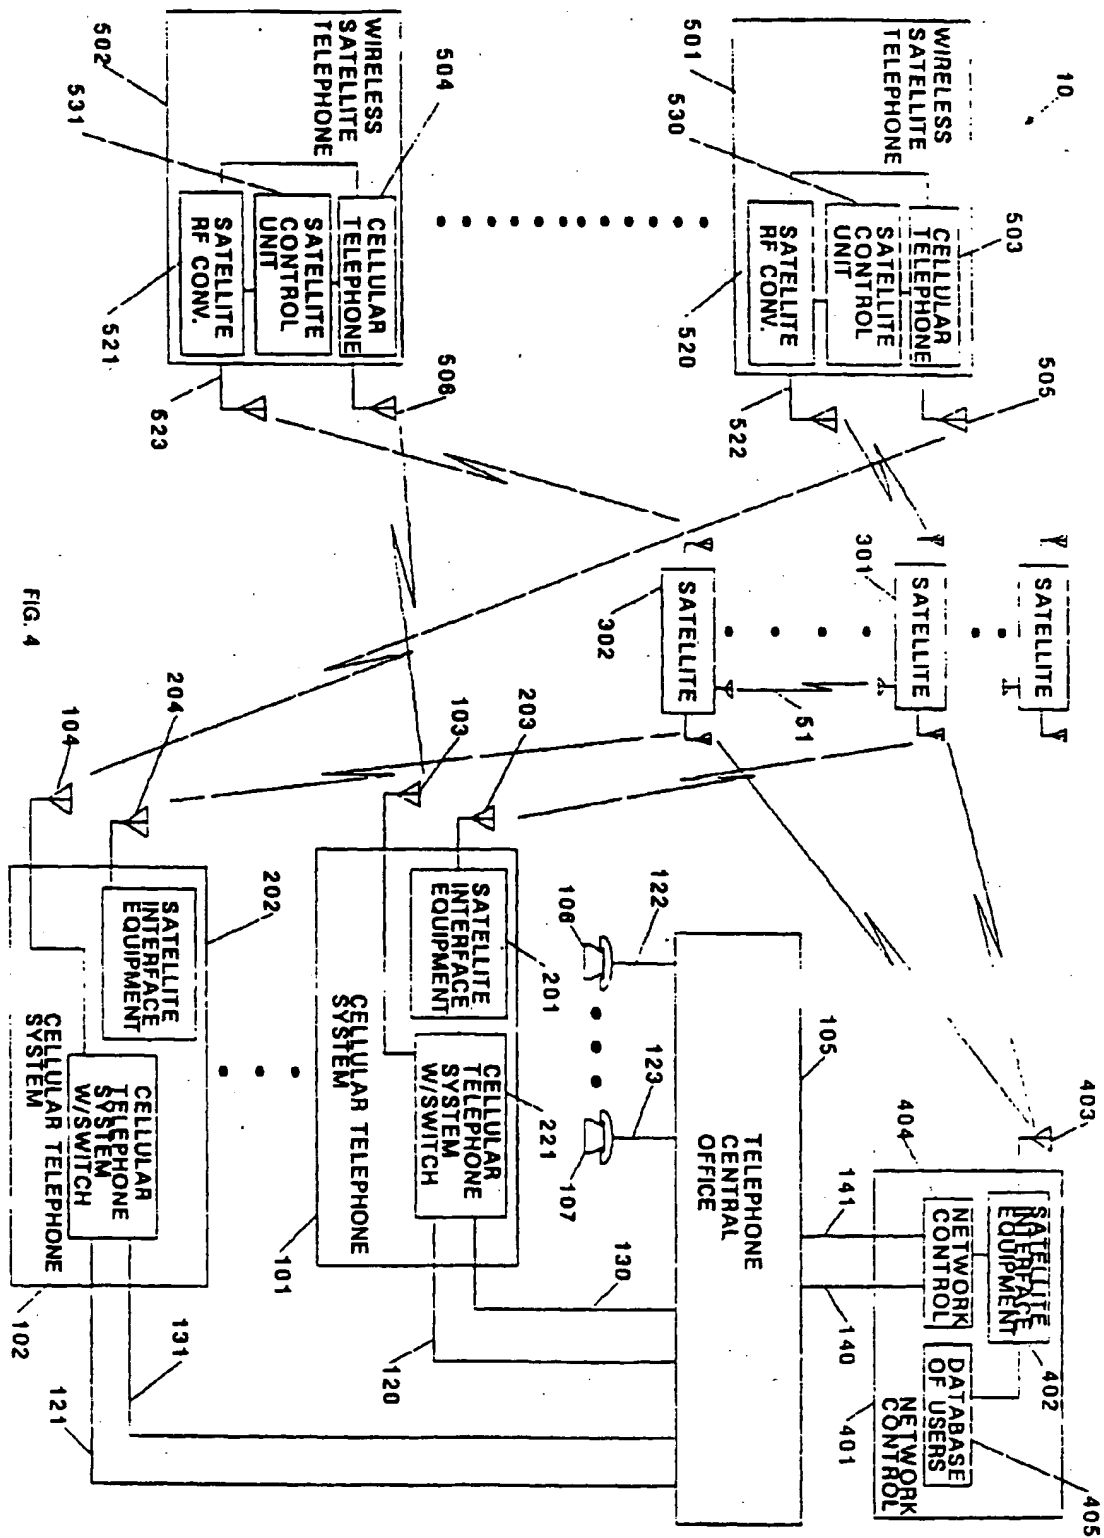 10
WIRELESS
SATELLITE
TELEPHONE
501
530
503
CELLULAR
TELEPHONE
SATELLITE
CONTROL
UNIT
SATELLITE
RF CONV.
520
505
522
WIRELESS
SATELLITE
TELEPHONE
502
531
504
CELLULAR
TELEPHONE
SATELLITE
CONTROL
UNIT
SATELLITE
RF CONV.
521
506
523
SATELLITE
301
SATELLITE
51
302
SATELLITE
403
404
SATELLITE
INTERFACE
EQUIPMENT
402
NETWORK
CONTROL
DATABASE
OF USERS
405
NETWORK
CONTROL
401
141
140
105
TELEPHONE
CENTRAL
OFFICE
122
106
123
107
130
120
203
103
SATELLITE
INTERFACE
EQUIPMENT
201
CELLULAR
TELEPHONE
SYSTEM
W/SWITCH
221
CELLULAR TELEPHONE
SYSTEM
101
204
104
202
SATELLITE
INTERFACE
EQUIPMENT
CELLULAR
TELEPHONE
SYSTEM
W/SWITCH
CELLULAR TELEPHONE
SYSTEM
102
131
121
FIG. 4